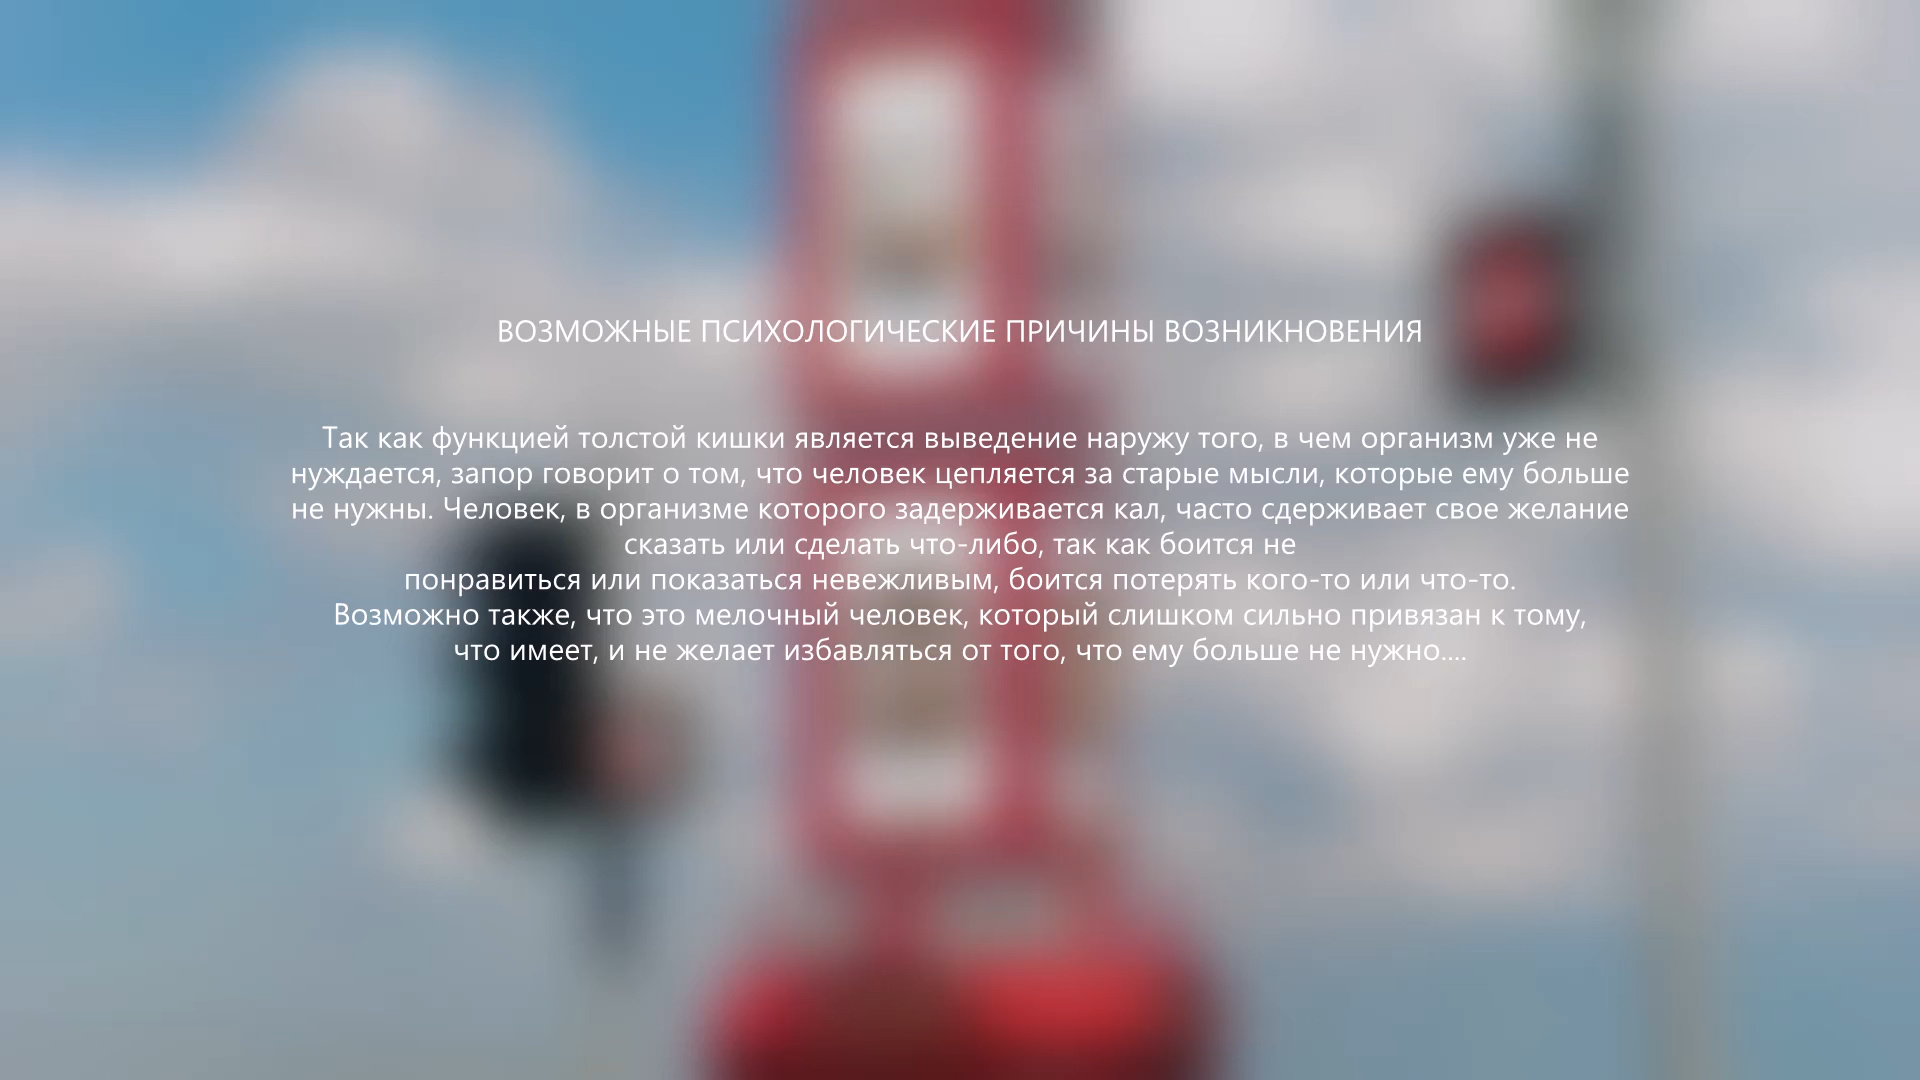 ВОЗМОЖНЫЕ ПСИХОЛОГИЧЕСКИЕ ПРИЧИНЫ ВОЗНИКНОВЕНИЯ
Так как функцией толстой кишки является выведение наружу того, в чем организм уже не
нуждается, запор говорит о том, что человек цепляется за старые мысли, которые ему больше
не нужны. Человек, в организме которого задерживается кал, часто сдерживает свое желание
сказать или сделать что-либо, так как боится не
понравиться или показаться невежливым, боится потерять кого-то или что-то.
Возможно также, что это мелочный человек, который слишком сильно привязан к тому,
что имеет, и не желает избавляться от того, что ему больше не нужно....